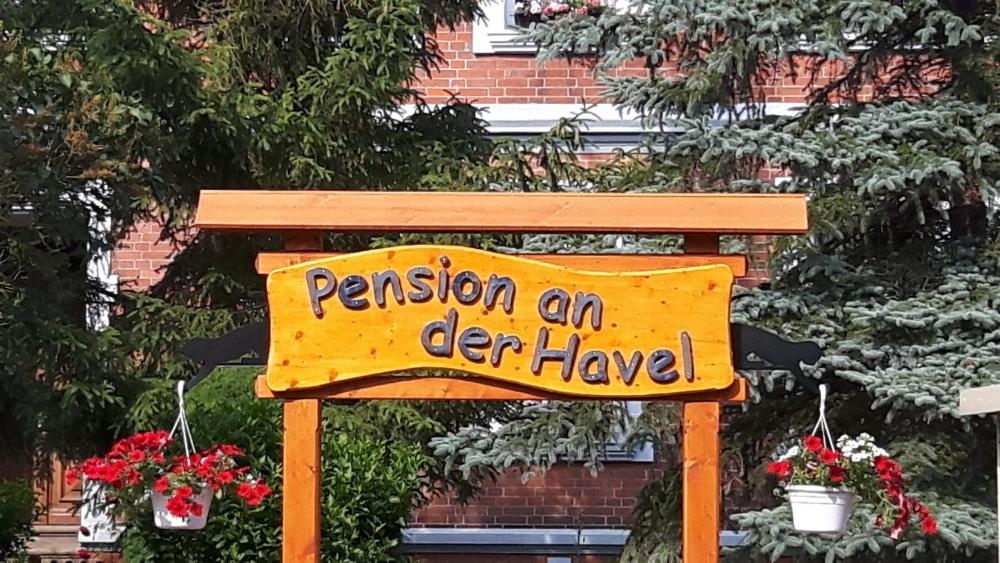 Pension an
der Havel